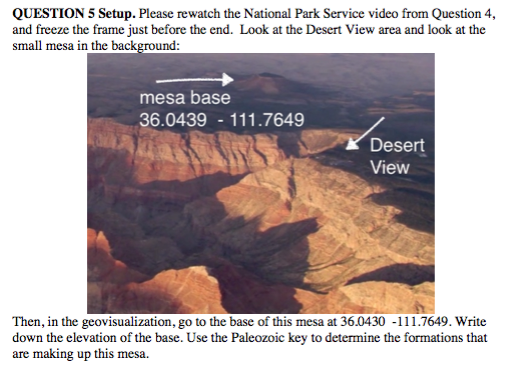 QUESTION 5 Setup. Please rewatch the National Park Service video from Question 4,
and freeze the frame just before the end. Look at the Desert View area and look at the
small mesa in the background:
mesa base
36.0439 - 111.7649
Desert
View
Then, in the geovisualization, go to the base of this mesa at 36.0430 -111.7649. Write
down the elevation of the base. Use the Paleozoic key to determine the formations that
are making up this mesa.